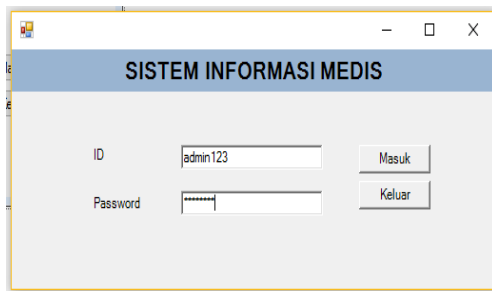 SISTEM INFORMASI MEDIS
ID admin123 Masuk
Password ******** Keluar